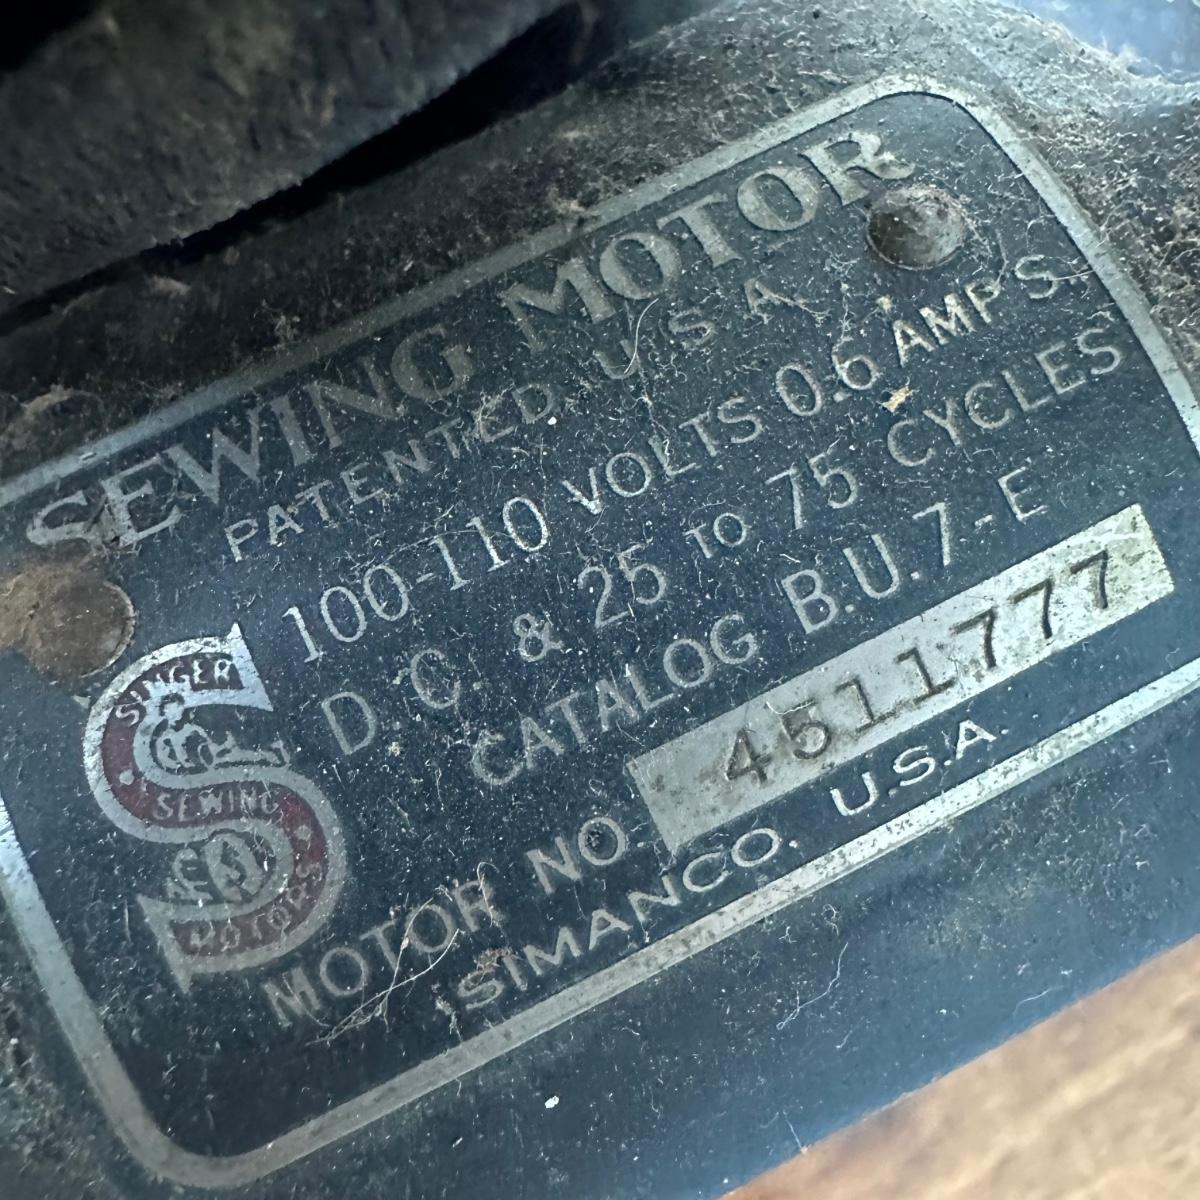 SEWING MOTOR
PATENTED. U.S.A.
100-110 VOLTS 0.6 AMPS.
D.C. & 25 TO 75 CYCLES
CATALOG B.U.7-E
MOTOR NO. 4511777
SIMANCO. U.S.A.
SINGER
SEWING
MOTORS